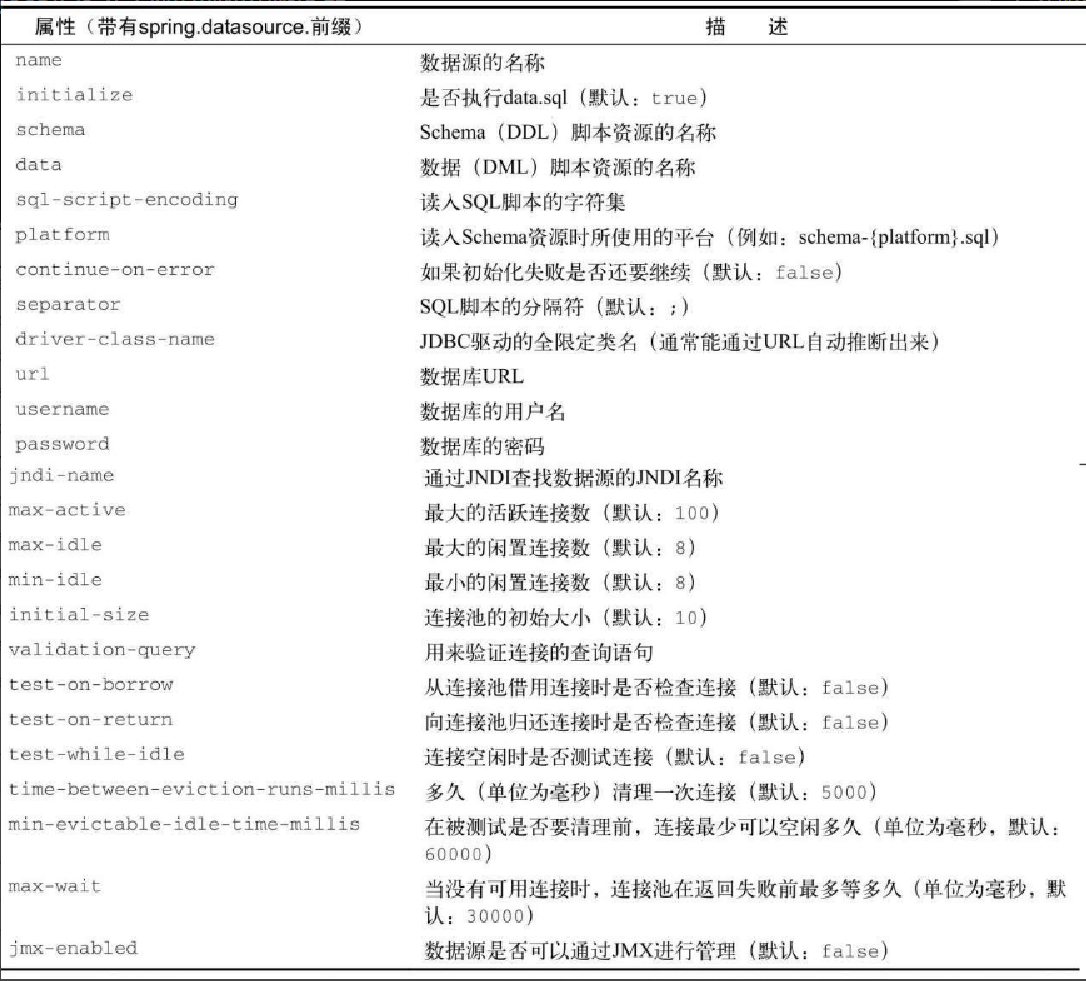 属性（带有spring.datasource.前缀） 描 述
name 数据源的名称
initialize 是否执行data.sql（默认：true）
schema Schema（DDL）脚本资源的名称
data 数据（DML）脚本资源的名称
sql-script-encoding 读入SQL脚本的字符集
platform 读入Schema资源时所使用的平台（例如：schema-{platform}.sql）
continue-on-error 如果初始化失败是否还要继续（默认：false）
separator SQL脚本的分隔符（默认：;）
driver-class-name JDBC驱动的全限定类名（通常能通过URL自动推断出来）
url 数据库URL
username 数据库的用户名
password 数据库的密码
jndi-name 通过JNDI查找数据源的JNDI名称
max-active 最大的活跃连接数（默认：100）
max-idle 最大的闲置连接数（默认：8）
min-idle 最小的闲置连接数（默认：8）
initial-size 连接池的初始大小（默认：10）
validation-query 用来验证连接的查询语句
test-on-borrow 从连接池借用连接时是否检查连接（默认：false）
test-on-return 向连接池归还连接时是否检查连接（默认：false）
test-while-idle 连接空闲时是否测试连接（默认：false）
time-between-eviction-runs-millis 多久（单位为毫秒）清理一次连接（默认：5000）
min-evictable-idle-time-millis 在被测试是否要清理前，连接最少可以空闲多久（单位为毫秒，默认：
60000）
max-wait 当没有可用连接时，连接池在返回失败前最多等多久（单位为毫秒，默
认：30000）
jmx-enabled 数据源是否可以通过JMX进行管理（默认：false）